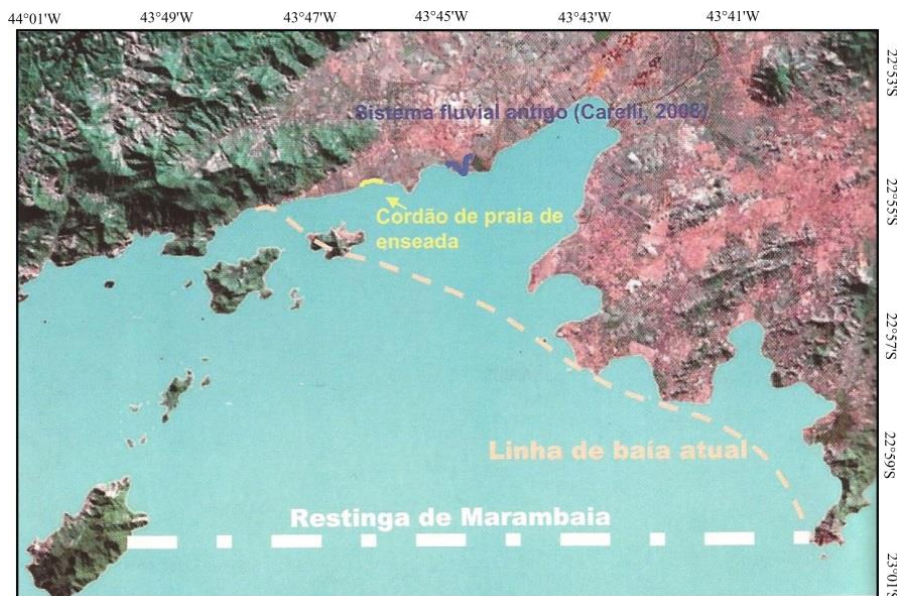 44°01'W 43°49'W 43°47'W 43°45'W 43°43'W 43°41'W
22°53'S
Sistema fluvial antigo (Carelli, 2008)
22°55'S
Cordão de praia de
enseada
22°57'S
Linha de baía atual
22°59'S
Restinga de Marambaia
23°01'S